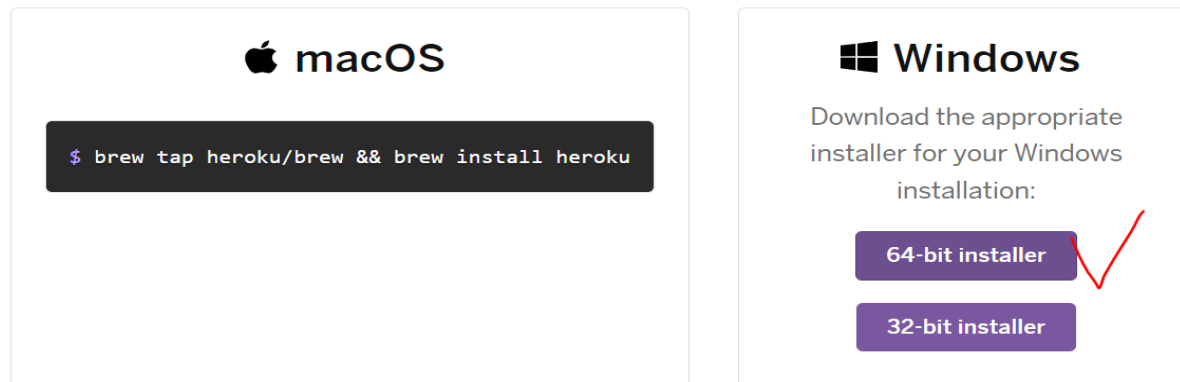 macOS
$ brew tap heroku/brew && brew install heroku
Windows
Download the appropriate
installer for your Windows
installation:
64-bit installer
32-bit installer